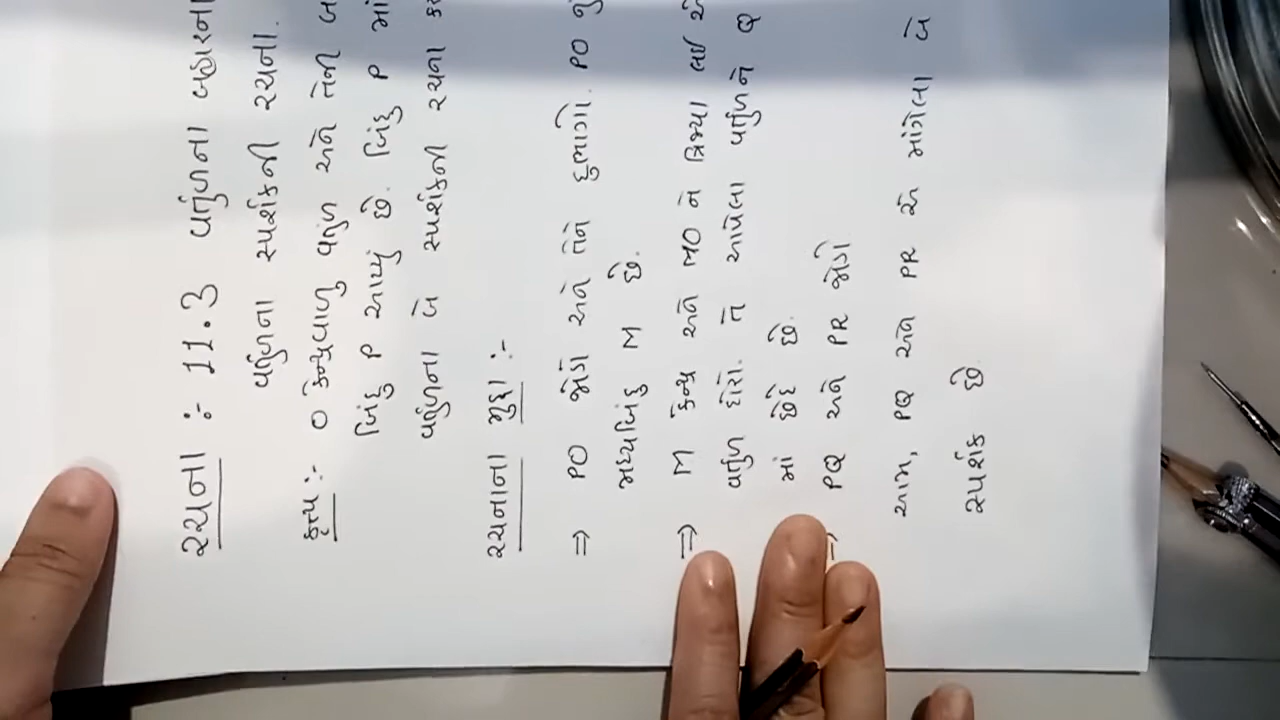 રચના :- 11.3 વર્તુળના બહારના
વર્તુળના સ્પર્શકની રચના.
કૃત્ય :- O કેન્દ્રવાળુ વર્તુળ અને તેની
બિંદુ P આપ્યું છે. બિંદુ P માં
વર્તુળના બે સ્પર્શકની રચના
રચનાના મુદ્દા :-
⇒ PO જોડો અને તેને દુભાગો. PO નું
મધ્યબિંદુ M છે.
⇒ M કેન્દ્ર અને MO ને ત્રિજ્યા લઈ
વર્તુળ દોરો. તે આપેલા વર્તુળને Q
માં છેદે છે.
⇒ PQ અને PR જોડો
આમ, PQ અને PR એ માંગેલા બે
સ્પર્શક છે